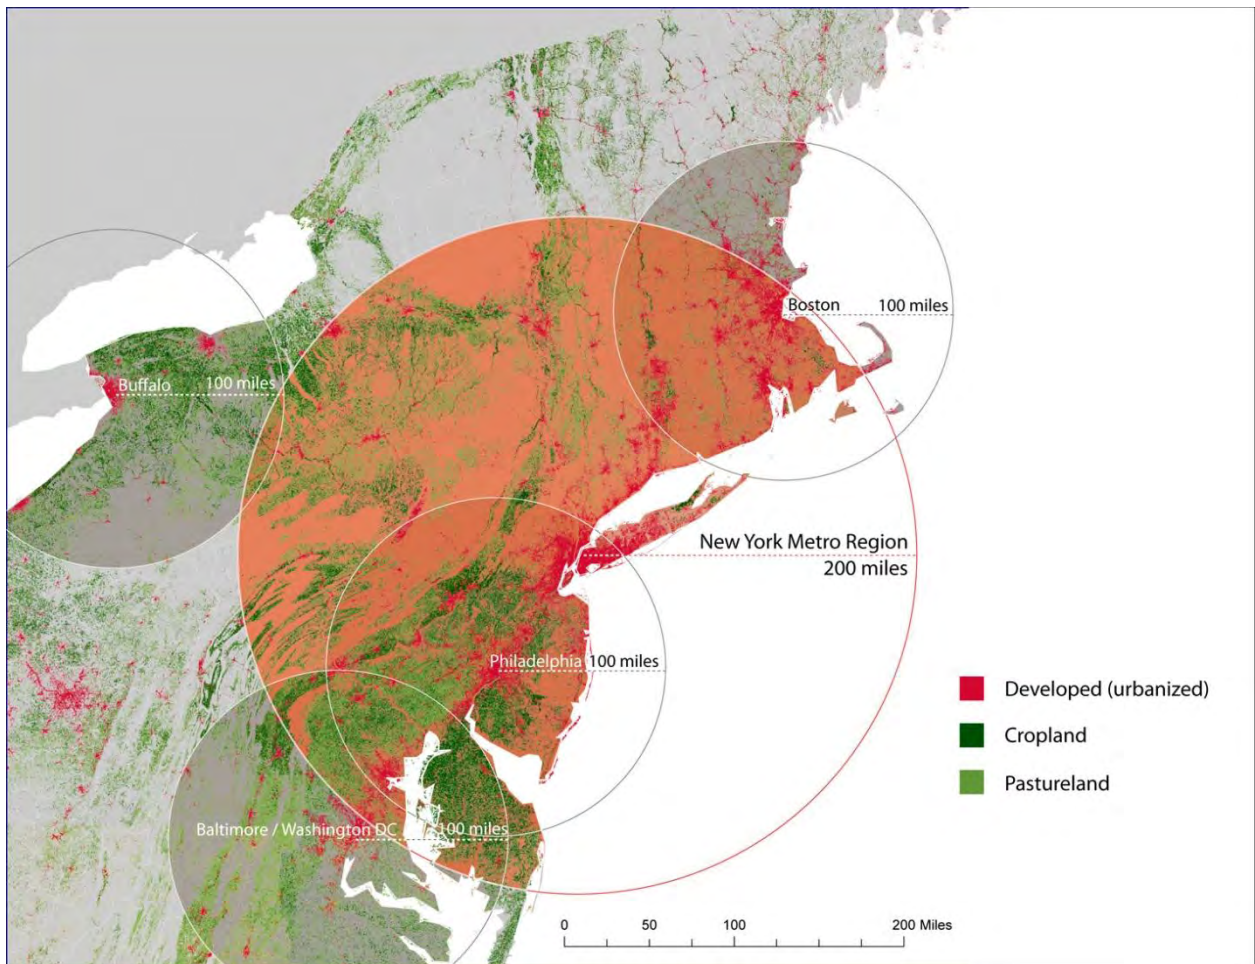 Boston 100 miles
Buffalo 100 miles
New York Metro Region
200 miles
Philadelphia 100 miles
Developed (urbanized)
Cropland
Pastureland
Baltimore / Washington DC 100 miles
0 50 100 200 Miles